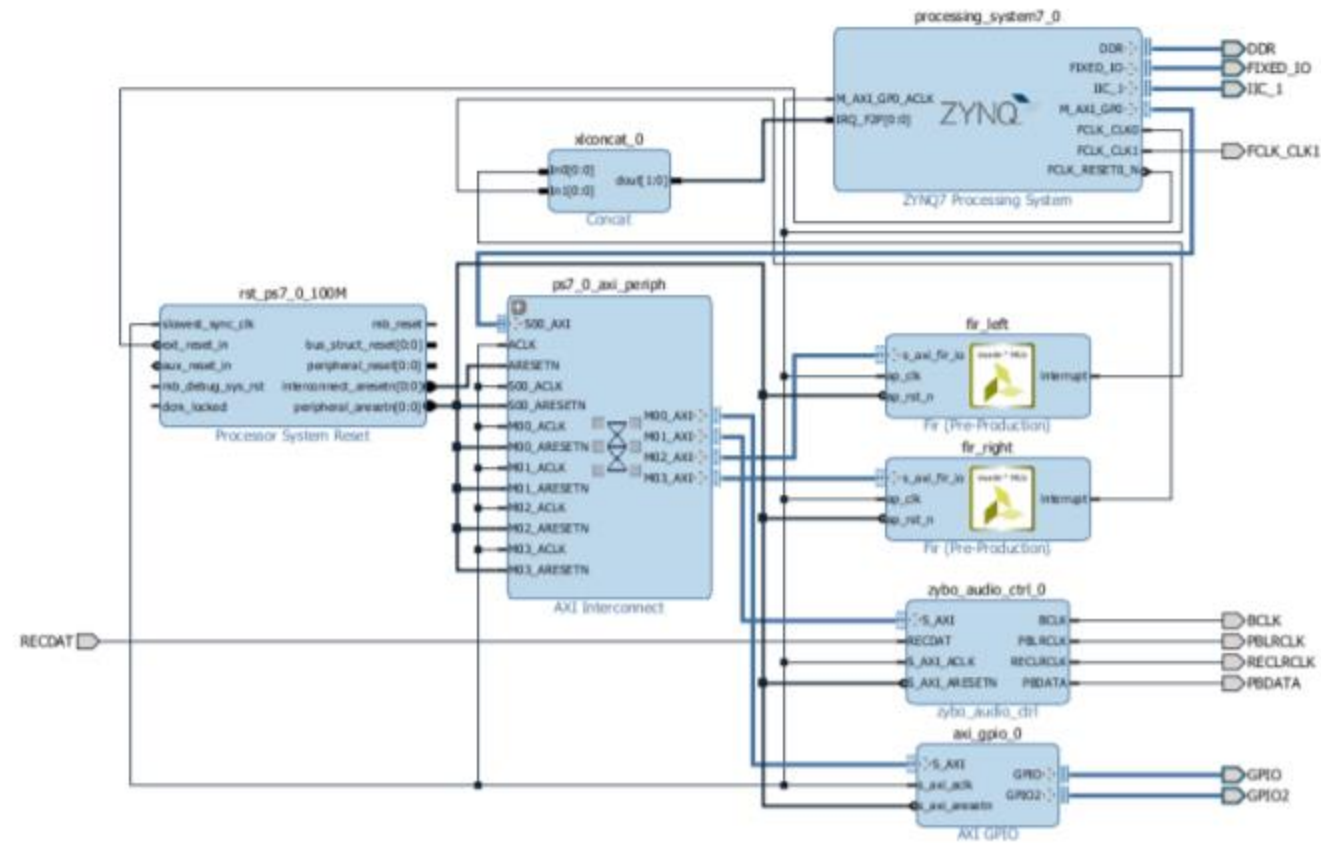 processing_system7_0
DDR
FIXED_IO
IIC_1
M_AXI_GP0
FCLK_CLK0
FCLK_CLK1
FCLK_RESET0_N
M_AXI_GP0_ACLK
IRQ_F2P[0:0]
ZYNQ
ZYNQ7 Processing System
DDR
FIXED_IO
IIC_1
FCLK_CLK1
xlconcat_0
In0[0:0]
In1[0:0]
dout[1:0]
Concat
rst_ps7_0_100M
slowest_sync_clk
ext_reset_in
aux_reset_in
mb_debug_sys_rst
dcm_locked
mb_reset
bus_struct_reset[0:0]
peripheral_reset[0:0]
interconnect_aresetn[0:0]
peripheral_aresetn[0:0]
Processor System Reset
ps7_0_axi_periph
S00_AXI
ACLK
ARESETN
S00_ACLK
S00_ARESETN
M00_ACLK
M00_ARESETN
M01_ACLK
M01_ARESETN
M02_ACLK
M02_ARESETN
M03_ACLK
M03_ARESETN
M00_AXI
M01_AXI
M02_AXI
M03_AXI
AXI Interconnect
fir_left
s_axi_fir_io
ap_clk
ap_rst_n
interrupt
Fir (Pre-Production)
fir_right
s_axi_fir_io
ap_clk
ap_rst_n
interrupt
Fir (Pre-Production)
zybo_audio_ctrl_0
S_AXI
RECDAT
S_AXI_ACLK
S_AXI_ARESETN
BCLK
PBLRCLK
RECLRCLK
PBDATA
zybo_audio_ctrl
RECDAT
BCLK
PBLRCLK
RECLRCLK
PBDATA
axi_gpio_0
S_AXI
s_axi_aclk
s_axi_aresetn
GPIO
GPIO2
AXI GPIO
GPIO
GPIO2